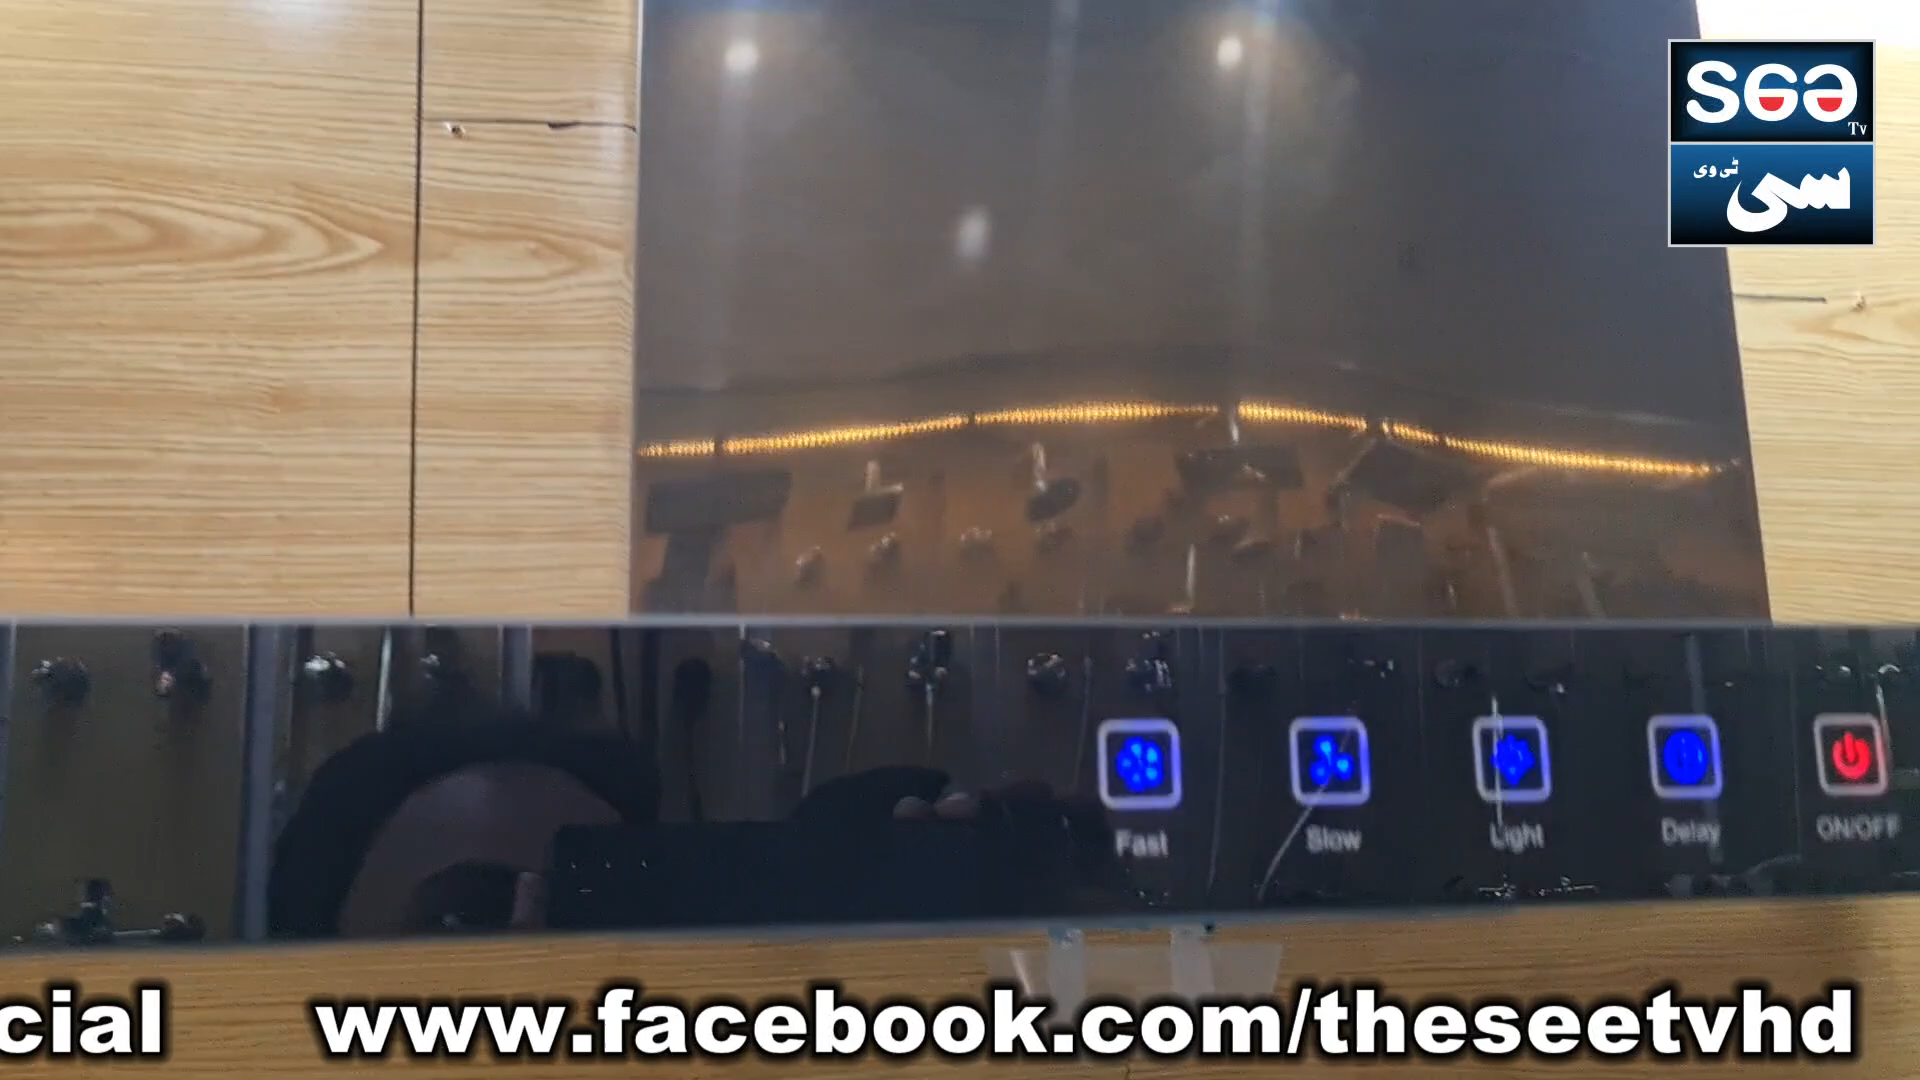 see
Tv
سی
ٹی وی
Fast
Slow
Light
Delay
ON/OFF
cial www.facebook.com/theseetvhd